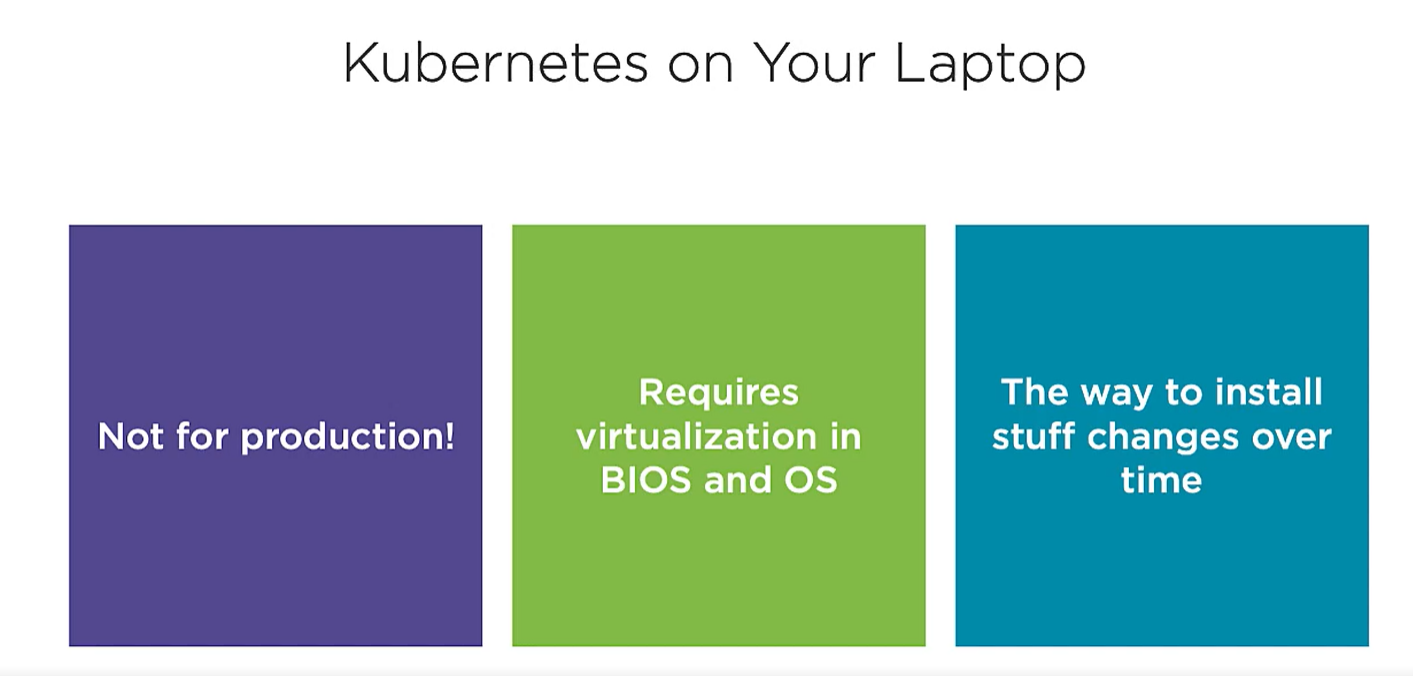 Kubernetes on Your Laptop
Not for production!
Requires
virtualization in
BIOS and OS
The way to install
stuff changes over
time